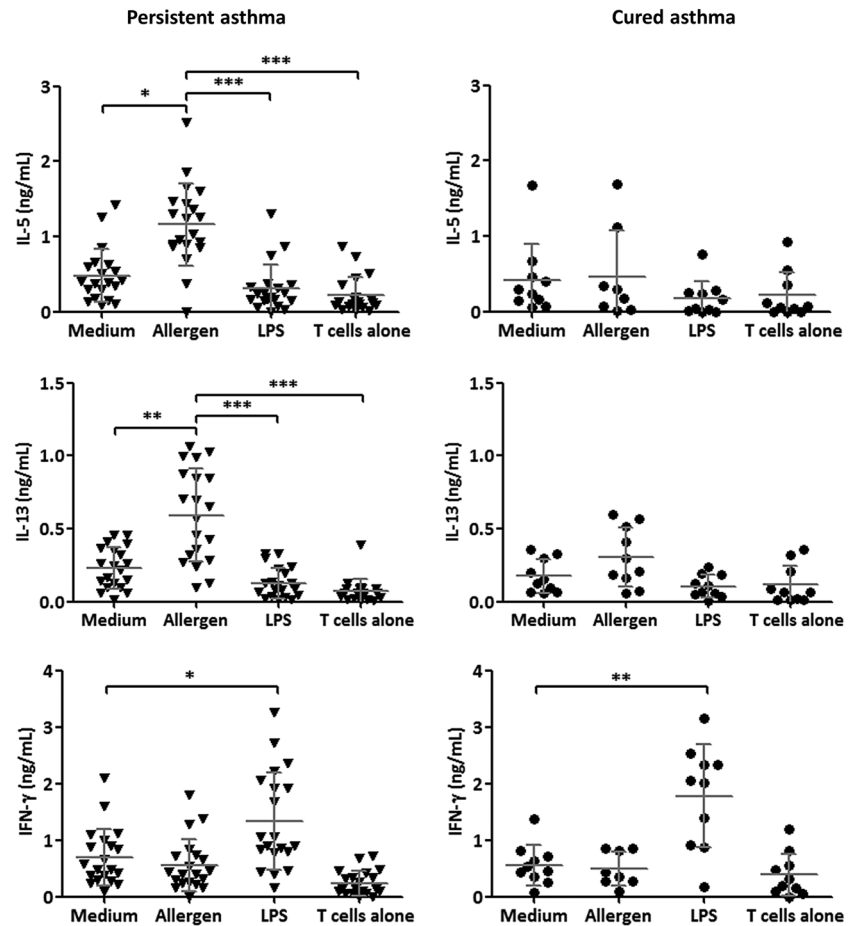 Persistent asthma
Cured asthma
***
***
*
3
2
1
0
IL-5 (ng/mL)
Medium Allergen LPS T cells alone
3
2
1
0
IL-5 (ng/mL)
Medium Allergen LPS T cells alone
***
***
**
1.5
1.0
0.5
0.0
IL-13 (ng/mL)
Medium Allergen LPS T cells alone
1.5
1.0
0.5
0.0
IL-13 (ng/mL)
Medium Allergen LPS T cells alone
*
4
3
2
1
0
IFN-γ (ng/mL)
Medium Allergen LPS T cells alone
**
4
3
2
1
0
IFN-γ (ng/mL)
Medium Allergen LPS T cells alone